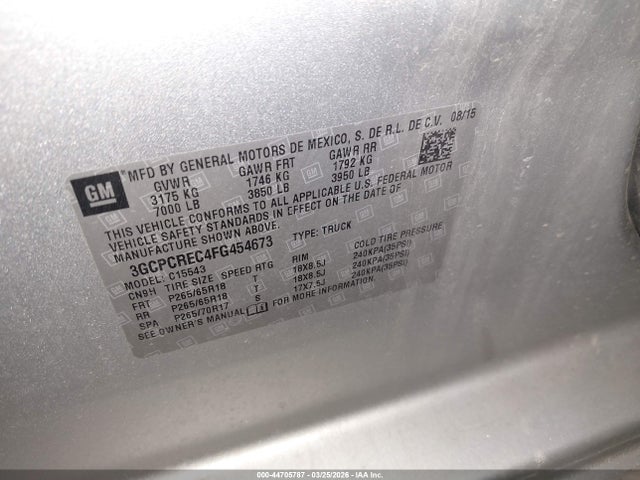 GM
MFD BY GENERAL MOTORS DE MEXICO, S. DE R.L. DE C.V. 08/15
GVWR GAWR FRT GAWR RR
3175 KG 1746 KG 1792 KG
7000 LB 3850 LB 3950 LB
THIS VEHICLE CONFORMS TO ALL APPLICABLE U.S. FEDERAL MOTOR
VEHICLE SAFETY STANDARDS IN EFFECT ON THE DATE OF
MANUFACTURE SHOWN ABOVE.
3GCPCREC4FG454673 TYPE: TRUCK
MODEL: C15543
CN9H TIRE SIZE SPEED RTG RIM COLD TIRE PRESSURE
FRT P265/65R18 T 18X8.5J 240KPA(35PSI)
RR P265/65R18 T 18X8.5J 240KPA(35PSI)
SPA P265/70R17 S 17X7.5J 240KPA(35PSI)
SEE OWNER'S MANUAL
000-44705787 - 03/25/2026 - © IAA, Inc.